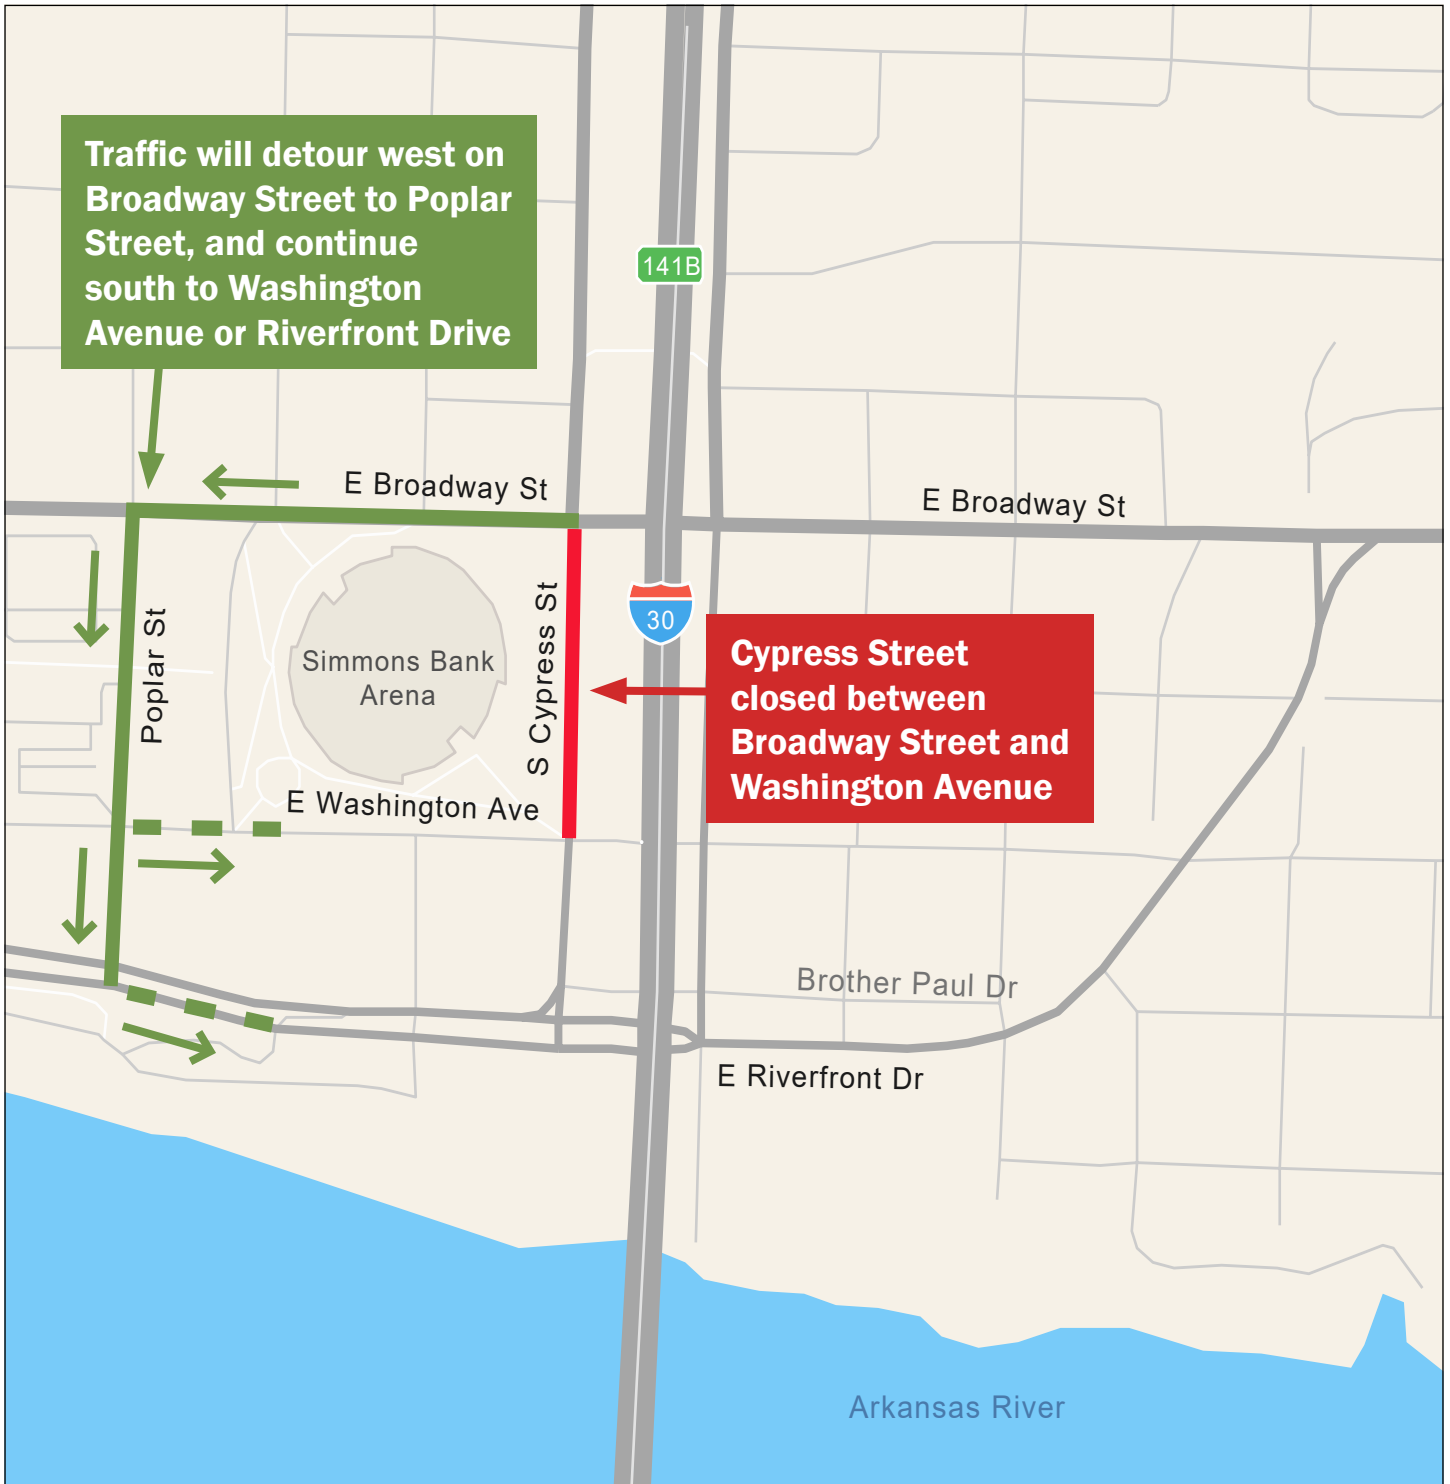 Traffic will detour west on
Broadway Street to Poplar
Street, and continue
south to Washington
Avenue or Riverfront Drive
141B
E Broadway St
E Broadway St
Poplar St
Simmons Bank
Arena
S Cypress St
30
Cypress Street
closed between
Broadway Street and
Washington Avenue
E Washington Ave
Brother Paul Dr
E Riverfront Dr
Arkansas River